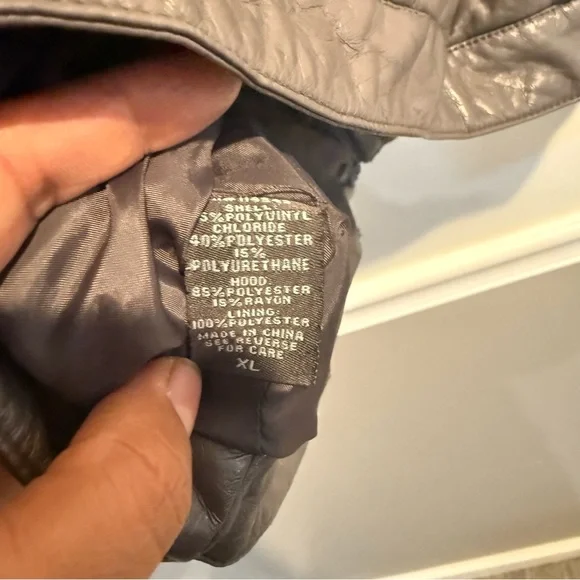 SHELL
5%POLYVINYL
CHLORIDE
40%POLYESTER
15%
POLYURETHANE
HOOD:
85%POLYESTER
15%RAYON
LINING:
100%POLYESTER
MADE IN CHINA
SEE REVERSE
FOR CARE
XL